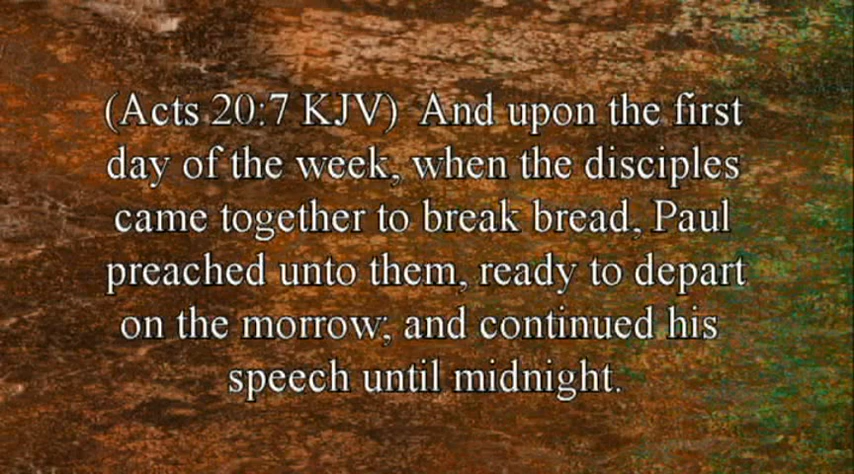 (Acts 20:7 KJV)  And upon the first
day of the week, when the disciples
came together to break bread, Paul
preached unto them, ready to depart
on the morrow; and continued his
speech until midnight.